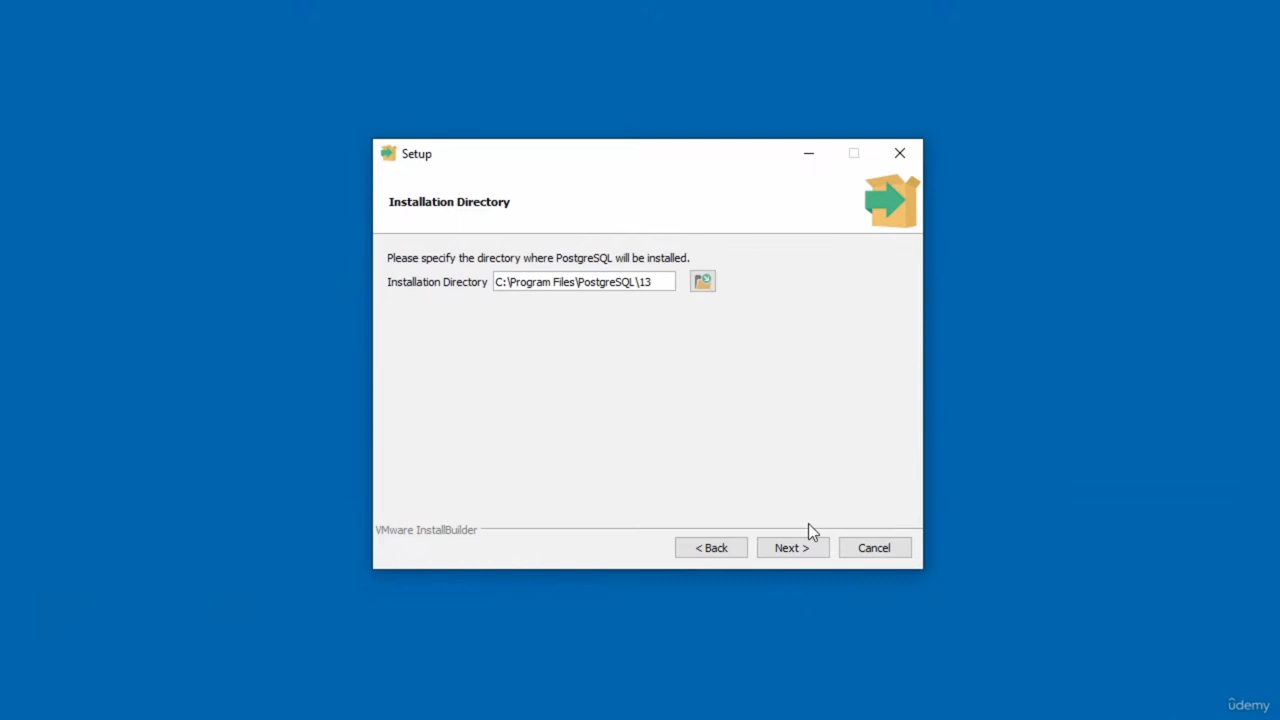 Setup
Installation Directory
Please specify the directory where PostgreSQL will be installed.
Installation Directory C:\Program Files\PostgreSQL\13
VMware InstallBuilder
< Back Next > Cancel
ûdemy